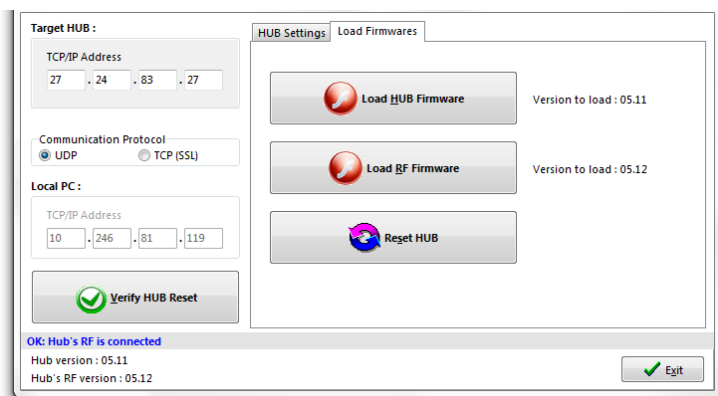 Target HUB :
TCP/IP Address
27 . 24 . 83 . 27
Communication Protocol
UDP TCP (SSL)
Local PC :
TCP/IP Address
10 . 246 . 81 . 119
Verify HUB Reset
HUB Settings Load Firmwares
Load HUB Firmware Version to load : 05.11
Load RF Firmware Version to load : 05.12
Reset HUB
OK: Hub's RF is connected
Hub version : 05.11
Hub's RF version : 05.12
Exit